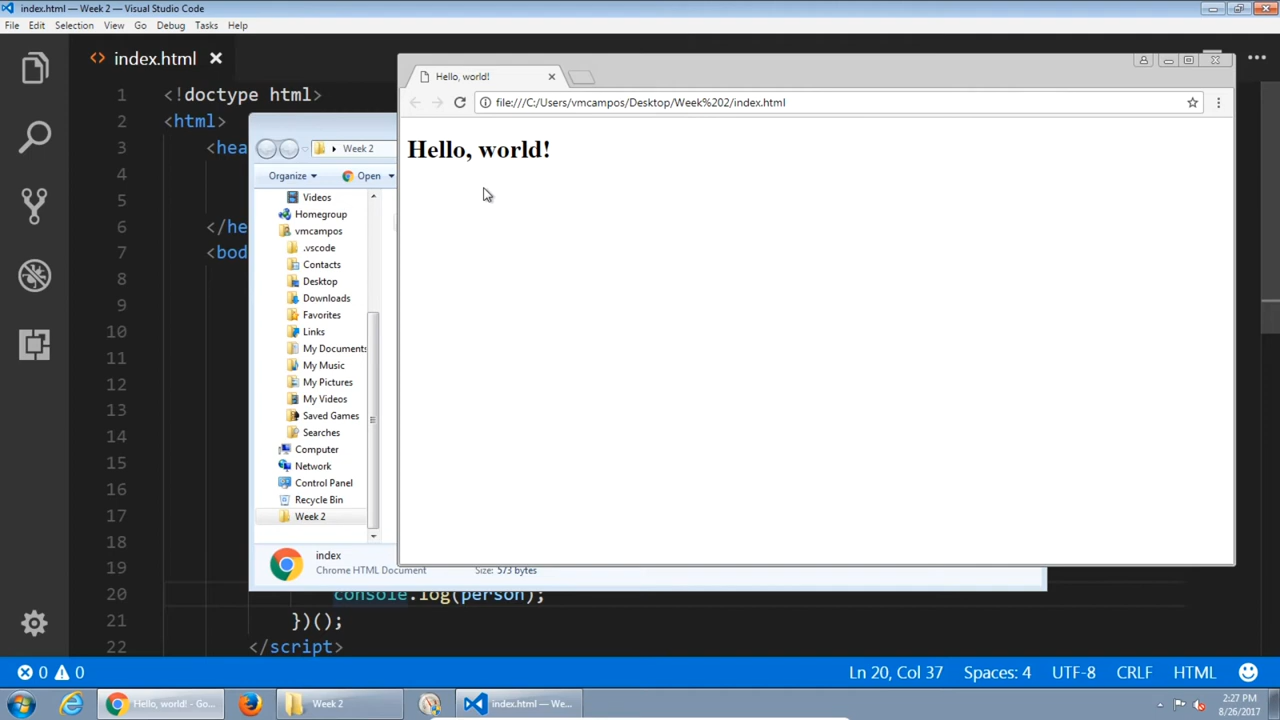 index.html — Week 2 — Visual Studio Code
File Edit Selection View Go Debug Tasks Help
index.html
1 <!doctype html>
2 <html>
3 <hea
4
5
6 </he
7 <bod
8
9
10
11
12
13
14
15
16
17
18
19
20 console.log(person);
21 })();
22 </script>
Week 2
Organize Open
Videos
Homegroup
vmcampos
.vscode
Contacts
Desktop
Downloads
Favorites
Links
My Documents
My Music
My Pictures
My Videos
Saved Games
Searches
Computer
Network
Control Panel
Recycle Bin
Week 2
index
Chrome HTML Document Size: 573 bytes
Hello, world!
file:///C:/Users/vmcampos/Desktop/Week%202/index.html
Hello, world!
0 0 Ln 20, Col 37 Spaces: 4 UTF-8 CRLF HTML
Hello, world! - Go... Week 2 index.html — We...
2:27 PM
8/26/2017